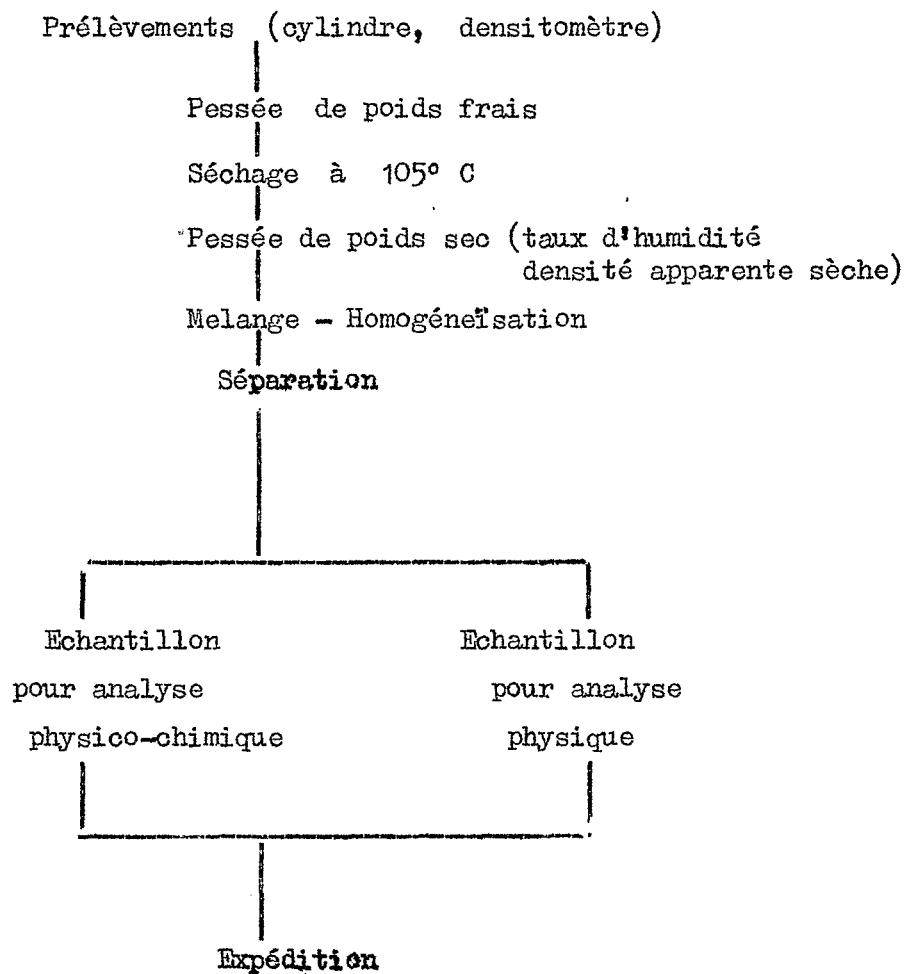 Prélèvements (cylindre, densitomètre)
Pessée de poids frais
Séchage à 105° C
Pessée de poids sec (taux d'humidité
densité apparente sèche)
Melange - Homogéneïsation
Séparation
Echantillon
pour analyse
physico-chimique
Echantillon
pour analyse
physique
Expédition